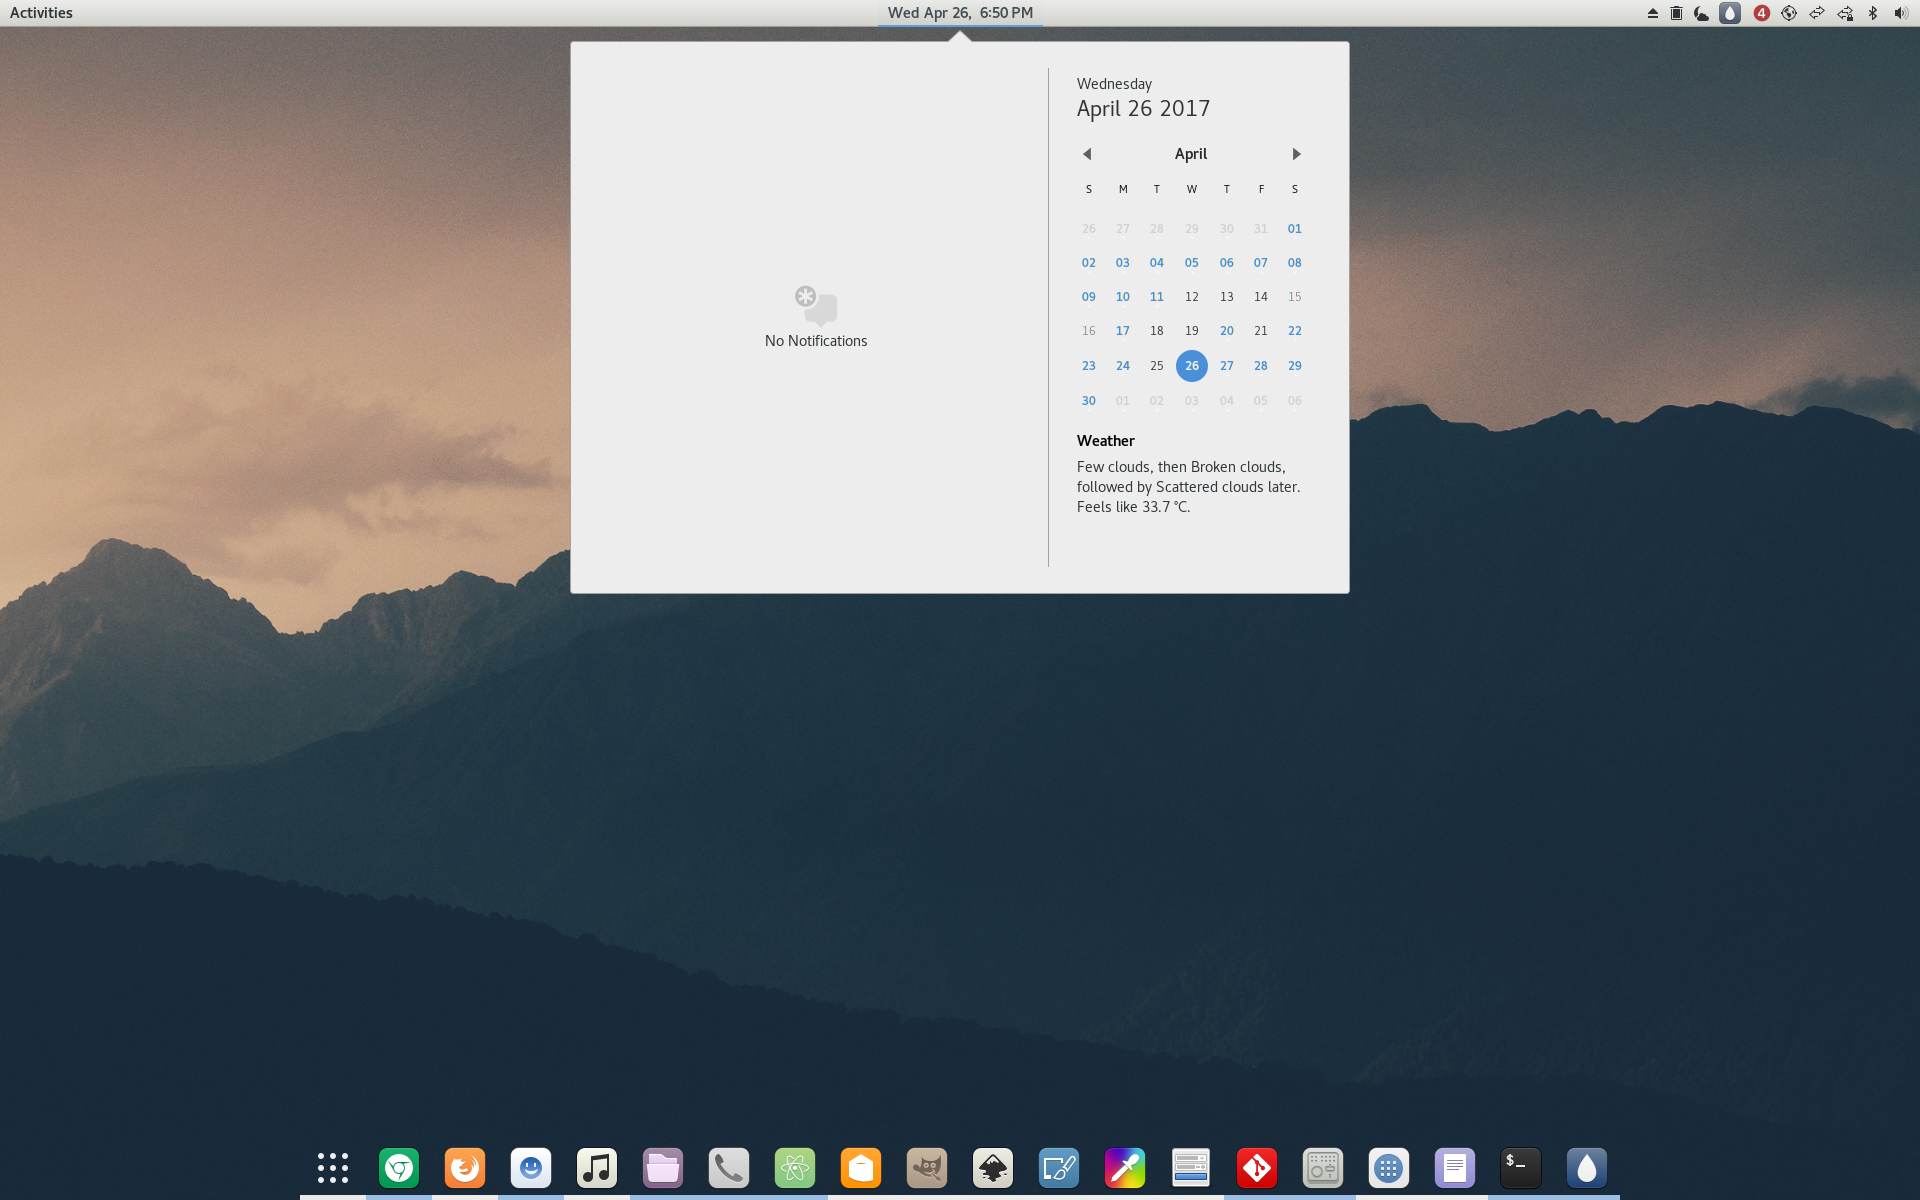 Activities
Wed Apr 26, 6:50 PM
4
No Notifications
Wednesday
April 26 2017
April
S M T W T F S
26 27 28 29 30 31 01
02 03 04 05 06 07 08
09 10 11 12 13 14 15
16 17 18 19 20 21 22
23 24 25 26 27 28 29
30 01 02 03 04 05 06
Weather
Few clouds, then Broken clouds,
followed by Scattered clouds later.
Feels like 33.7 °C.
$_